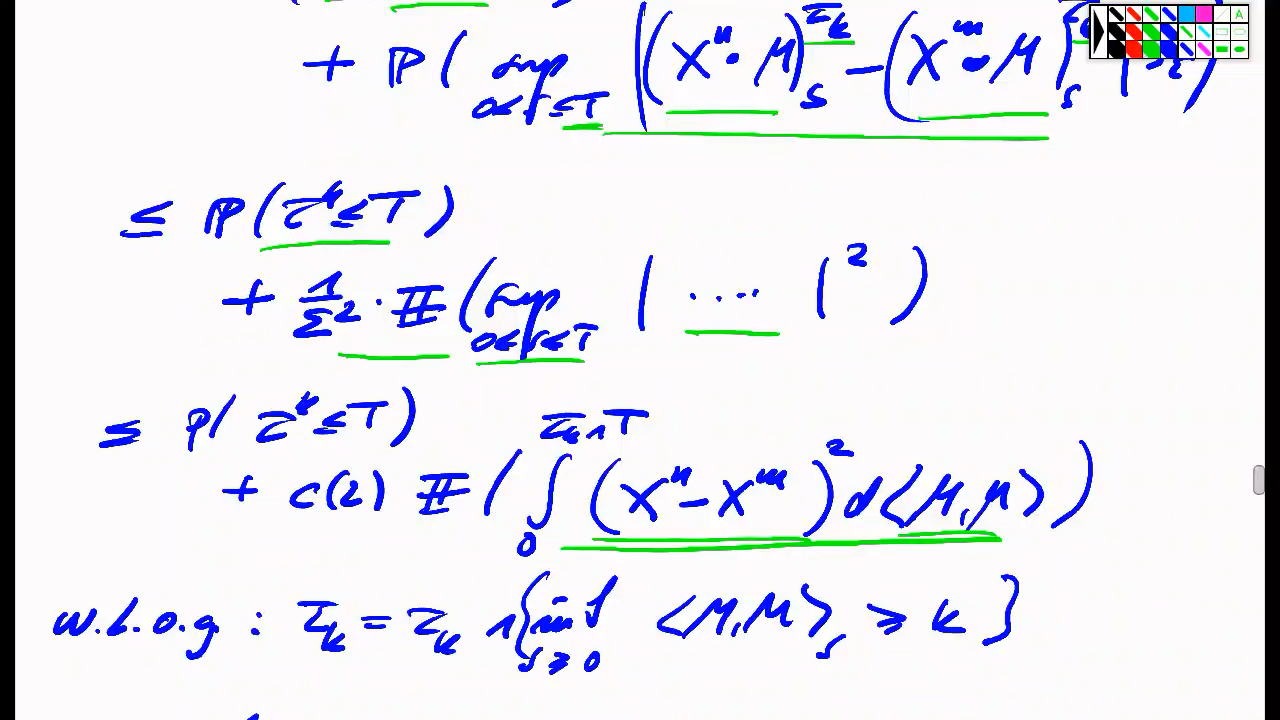 + ℙ( sup_{0≤s≤T} |(X^n • M)_s^{τ_k} − (X^m • M)_s
≤ ℙ(τ^k ≤ T)
+ 1/ε² · 𝔼( sup_{0≤s≤T} | .... |² )
≤ P( τ^k ≤ T)
+ c(2) 𝔼( ∫_0^{τ_k ∧ T} (X^n − X^m)² d⟨M,M⟩ )
w.l.o.g : τ_k = τ_k ∧ { inf_{s≥0} ⟨M,M⟩_s ≥ k }